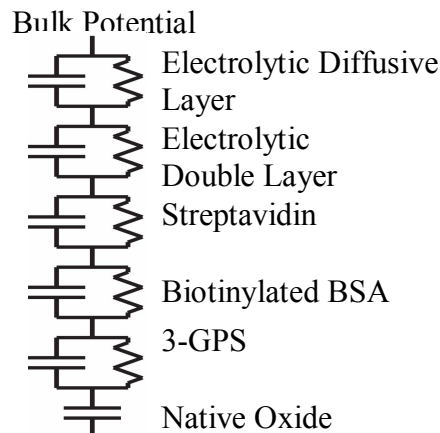 Bulk Potential
Electrolytic Diffusive
Layer
Electrolytic
Double Layer
Streptavidin
Biotinylated BSA
3-GPS
Native Oxide